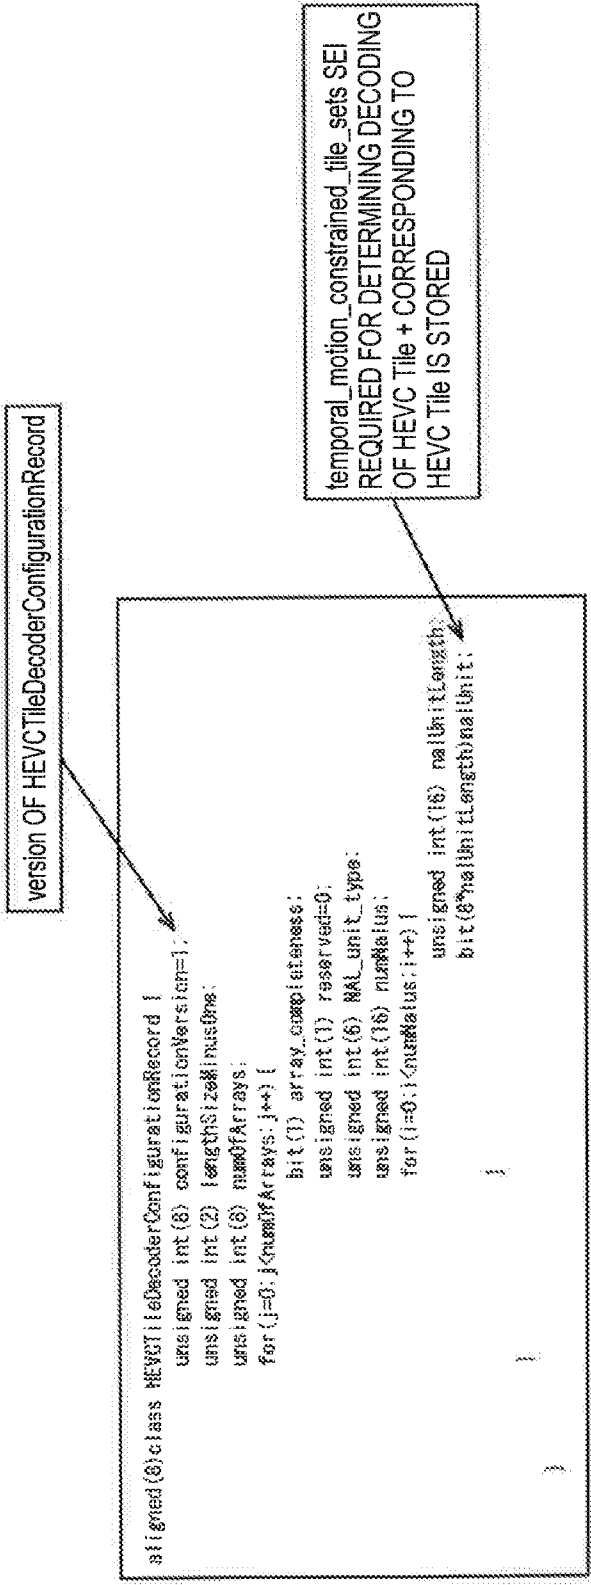 version OF HEVCTileDecoderConfigurationRecord
aligned(8)class HEVCTileDecoderConfigurationRecord {
unsigned int(8) configurationVersion=1;
unsigned int(2) lengthSizeMinusOne;
unsigned int(8) numOfArrays;
for(j=0;j<numOfArrays;j++){
bit(1) array_completeness;
unsigned int(1) reserved=0;
unsigned int(6) NAL_unit_type;
unsigned int(16) numNalus;
for(i=0;i<numNalus;i++){
unsigned int(16) nalUnitLength;
bit(8*nalUnitLength)nalUnit;
}
}
}
temporal_motion_constrained_tile_sets SEI
REQUIRED FOR DETERMINING DECODING
OF HEVC Tile + CORRESPONDING TO
HEVC Tile IS STORED